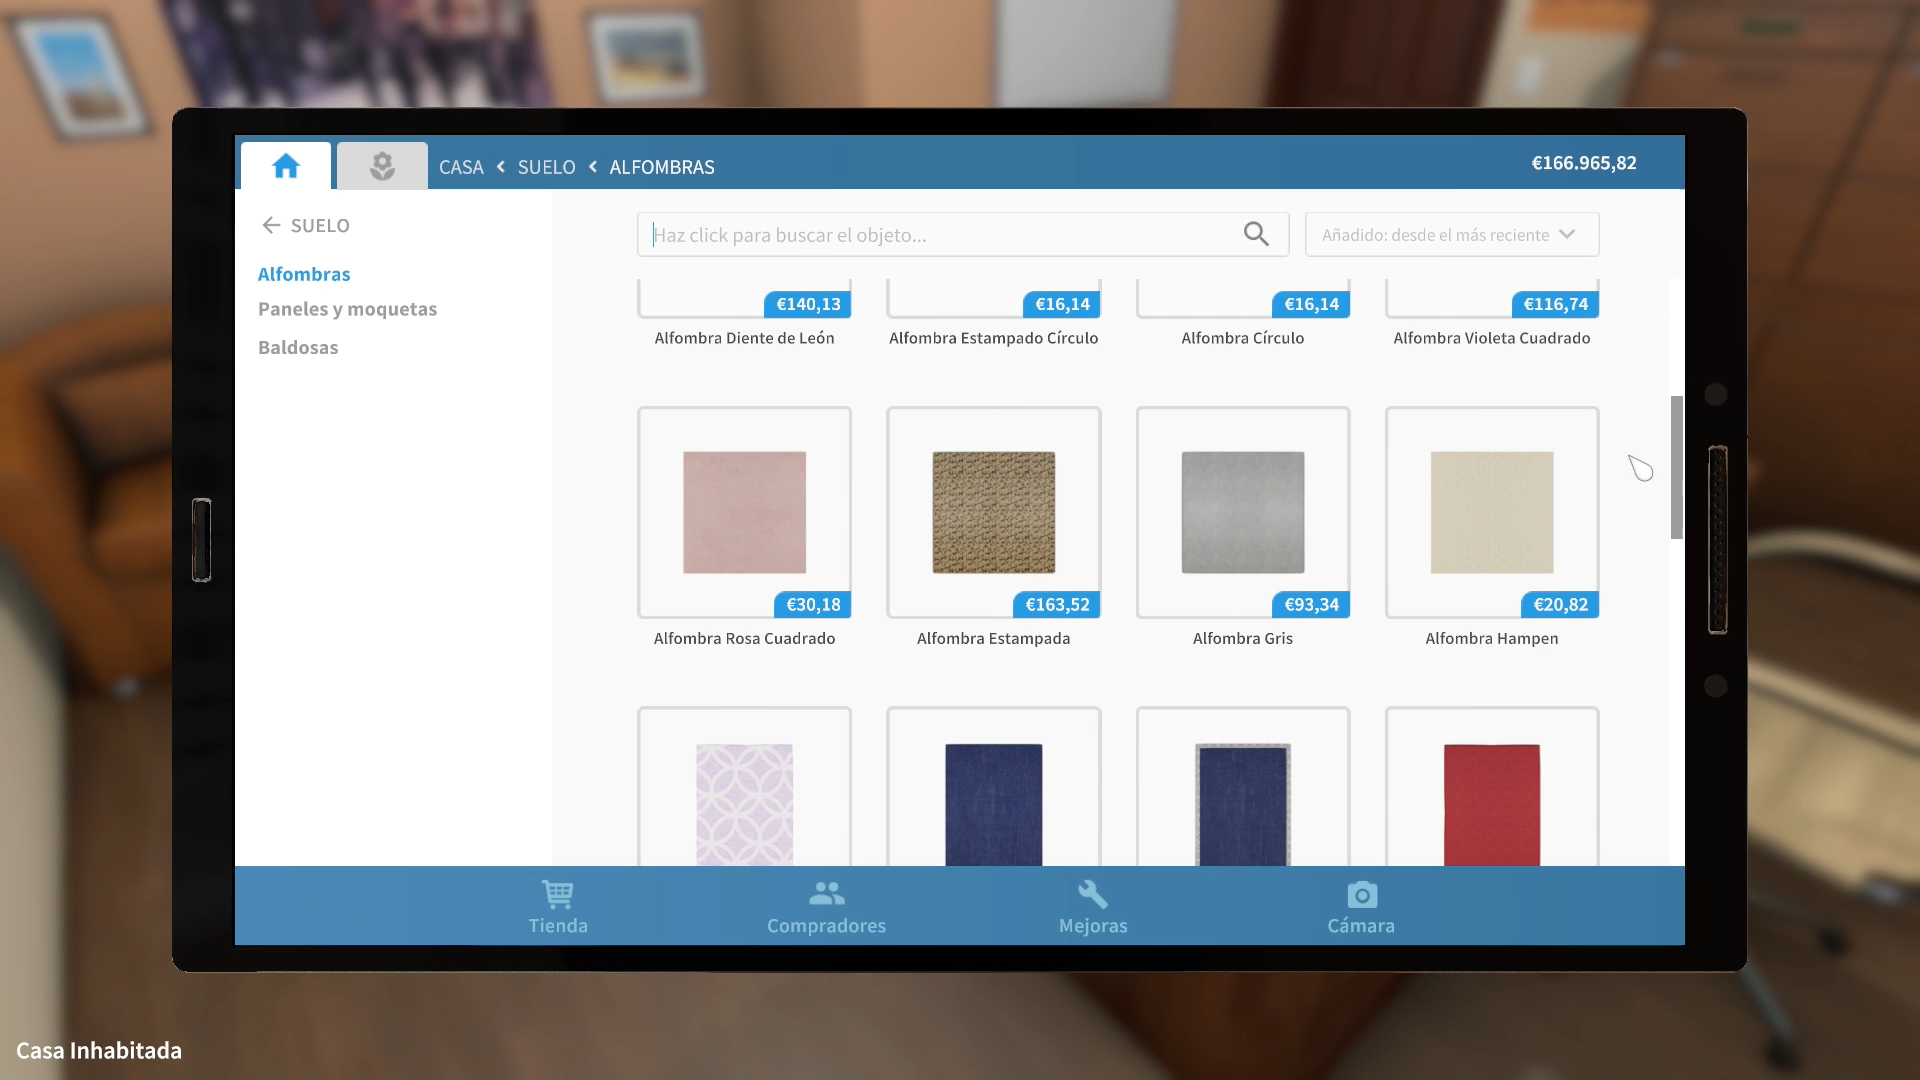 CASA < SUELO < ALFOMBRAS
€166.965,82
SUELO
Alfombras
Paneles y moquetas
Baldosas
Haz click para buscar el objeto...
Añadido: desde el más reciente
€140,13
€16,14
€16,14
€116,74
Alfombra Diente de León
Alfombra Estampado Círculo
Alfombra Círculo
Alfombra Violeta Cuadrado
€30,18
€163,52
€93,34
€20,82
Alfombra Rosa Cuadrado
Alfombra Estampada
Alfombra Gris
Alfombra Hampen
Tienda
Compradores
Mejoras
Cámara
Casa Inhabitada